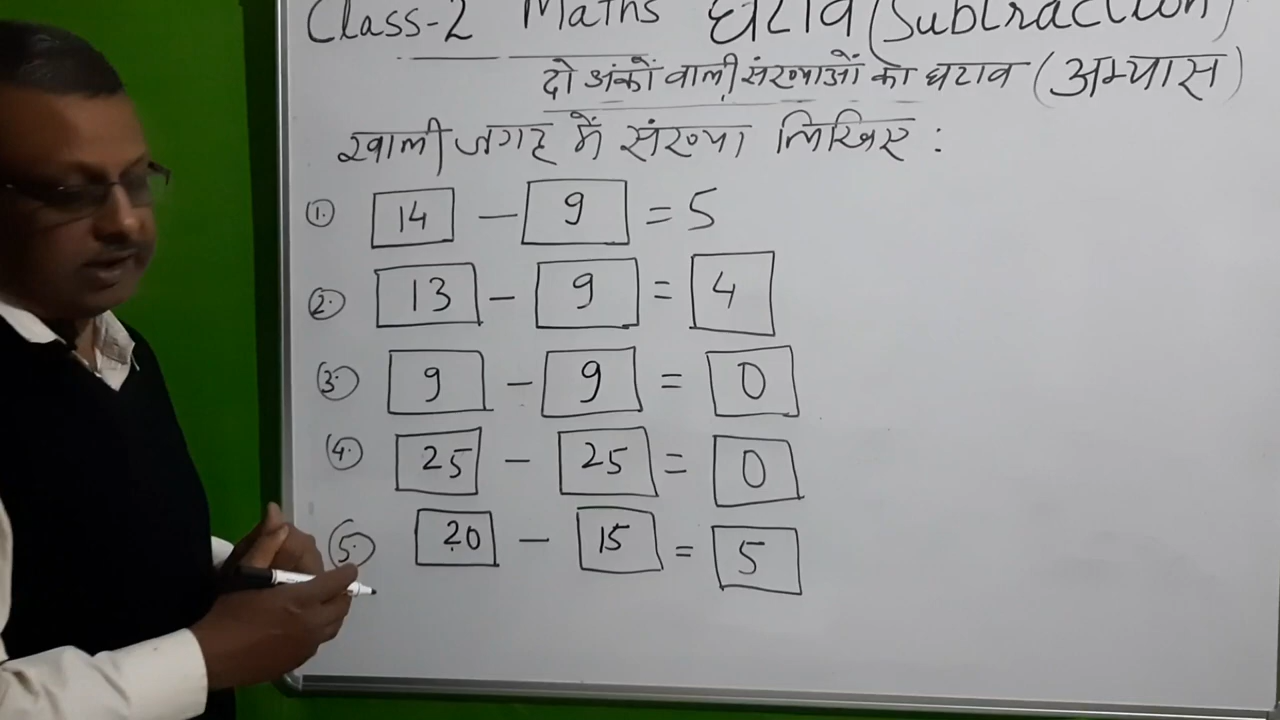 Class-2 Maths घटाव (Subtraction)
दो अंकों वाली संख्याओं का घटाव (अभ्यास)
खाली जगह में संख्या लिखिए :
1. 14 - 9 = 5
2. 13 - 9 = 4
3. 9 - 9 = 0
4. 25 - 25 = 0
5. 20 - 15 = 5